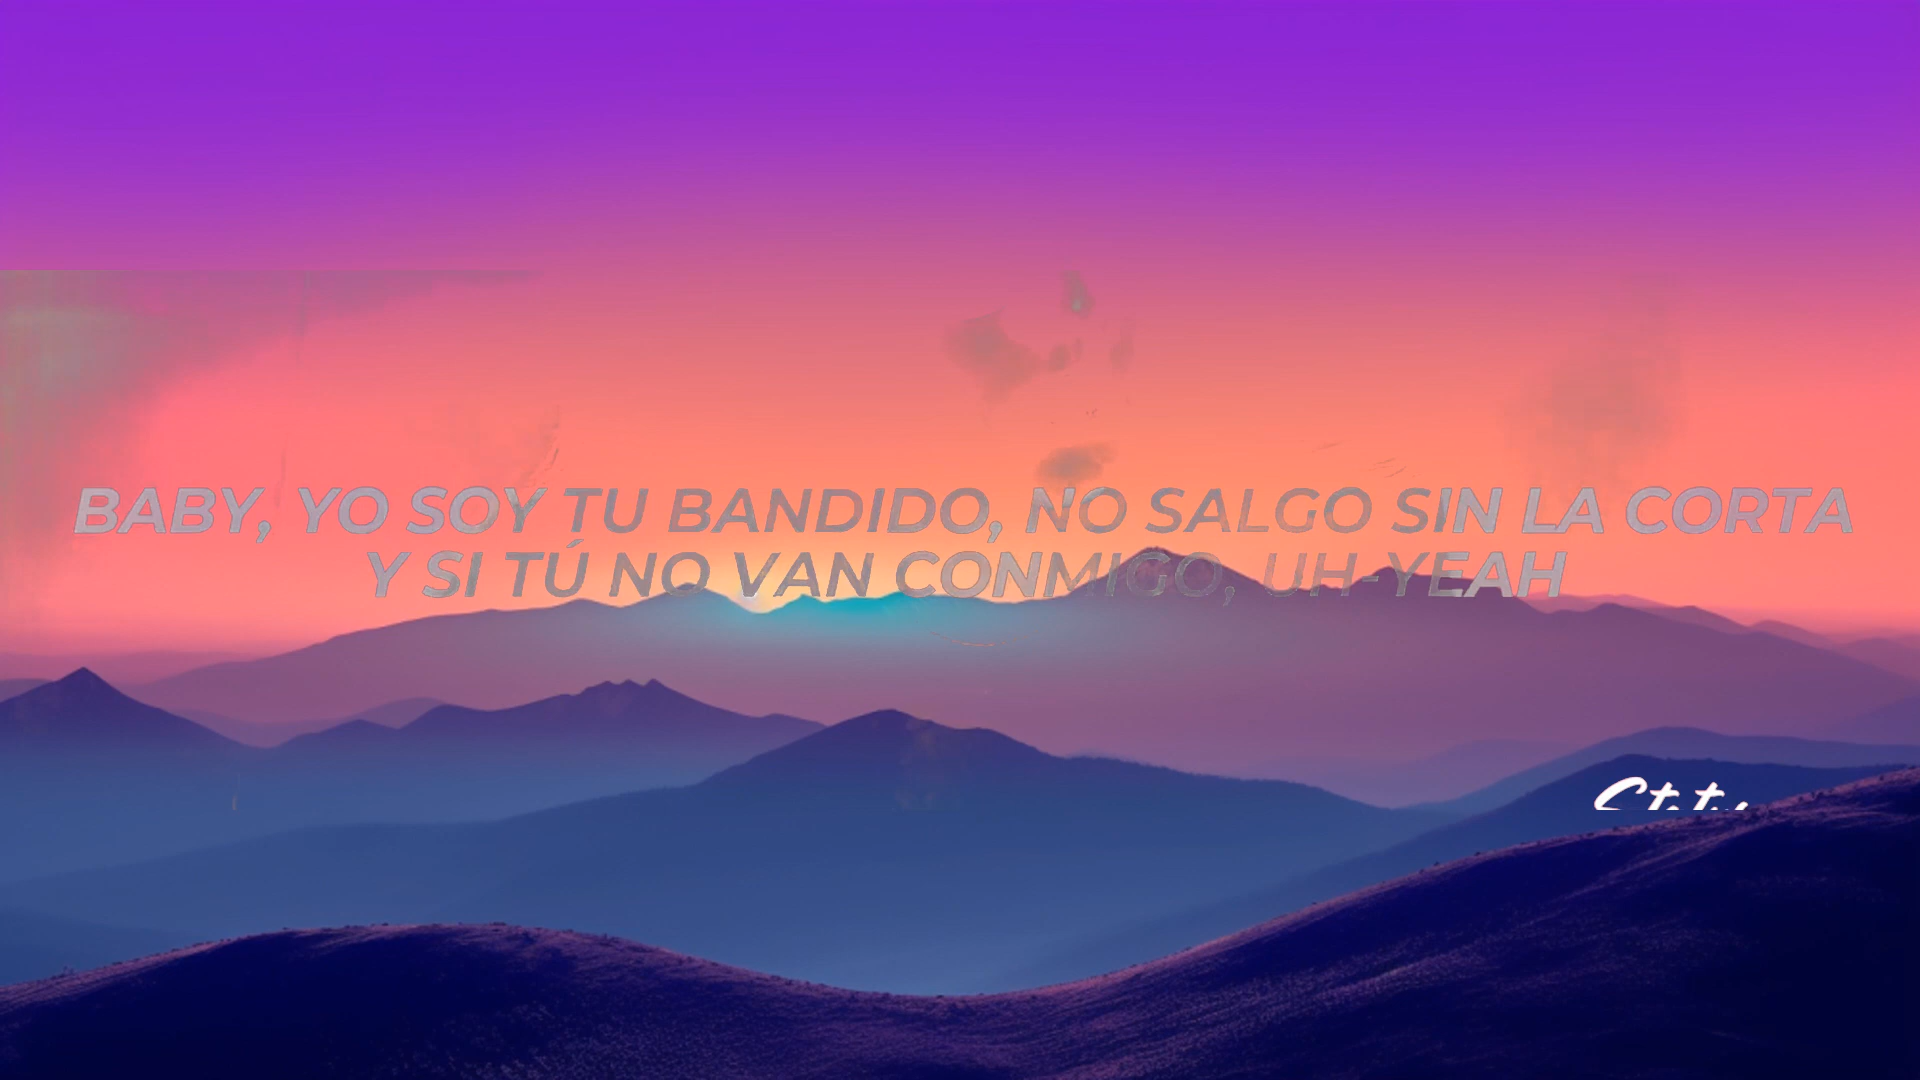 BABY, YO SOY TU BANDIDO, NO SALGO SIN LA CORTA
Y SI TÚ NO VAN CONMIGO, UH-YEAH